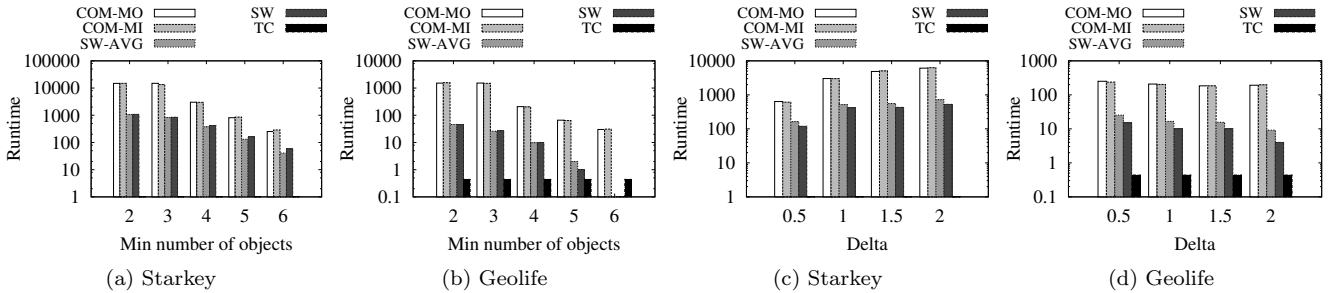 COM-MO SW
COM-MI TC
SW-AVG
Runtime
100000
10000
1000
100
10
1
2 3 4 5 6
Min number of objects
(a) Starkey
COM-MO SW
COM-MI TC
SW-AVG
Runtime
10000
1000
100
10
1
0.1
2 3 4 5 6
Min number of objects
(b) Geolife
COM-MO SW
COM-MI TC
SW-AVG
Runtime
10000
1000
100
10
1
0.5 1 1.5 2
Delta
(c) Starkey
COM-MO SW
COM-MI TC
SW-AVG
Runtime
1000
100
10
1
0.1
0.5 1 1.5 2
Delta
(d) Geolife